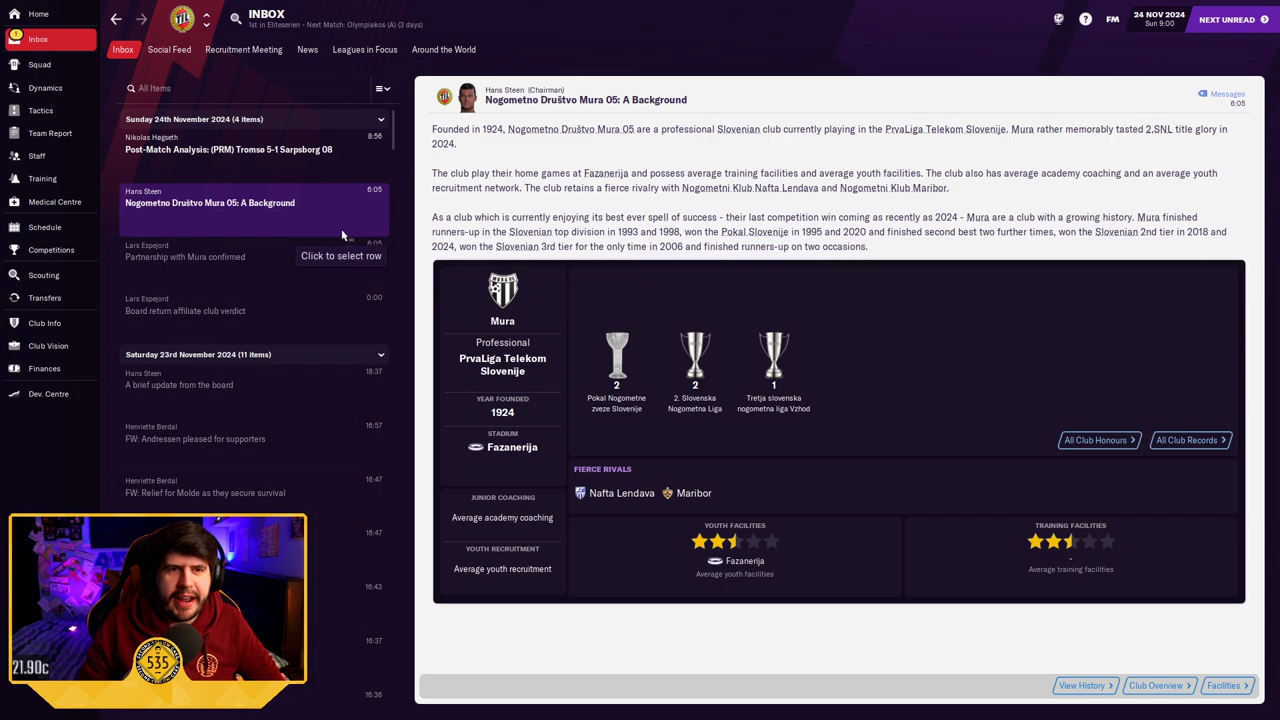 INBOX
1st in Eliteserien - Next Match: Olympiakos (A) (3 days)
FM
24 NOV 2024
Sun 9:00
NEXT UNREAD
Home
1
Inbox
Squad
Dynamics
Tactics
Team Report
Staff
Training
Medical Centre
Schedule
Competitions
Scouting
Transfers
Club Info
Club Vision
Finances
Dev. Centre
Inbox
Social Feed
Recruitment Meeting
News
Leagues in Focus
Around the World
All Items
Sunday 24th November 2024 (4 items)
Nikolas Høgseth
8:56
Post-Match Analysis: (PRM) Tromsø 5-1 Sarpsborg 08
Hans Steen
6:05
Nogometno Društvo Mura 05: A Background
Lars Espejord
6:05
Partnership with Mura confirmed
Click to select row
Lars Espejord
0:00
Board return affiliate club verdict
Saturday 23rd November 2024 (11 items)
Hans Steen
18:37
A brief update from the board
Henriette Berdal
16:57
FW: Andressen pleased for supporters
Henriette Berdal
16:47
FW: Relief for Molde as they secure survival
16:47
16:43
16:37
16:36
Hans Steen (Chairman)
Nogometno Društvo Mura 05: A Background
Messages
6:05
Founded in 1924, Nogometno Društvo Mura 05 are a professional Slovenian club currently playing in the PrvaLiga Telekom Slovenije. Mura rather memorably tasted 2.SNL title glory in
2024.
The club play their home games at Fazanerija and possess average training facilities and average youth facilities. The club also has average academy coaching and an average youth
recruitment network. The club retains a fierce rivalry with Nogometni Klub Nafta Lendava and Nogometni Klub Maribor.
As a club which is currently enjoying its best ever spell of success - their last competition win coming as recently as 2024 - Mura are a club with a growing history. Mura finished
runners-up in the Slovenian top division in 1993 and 1998, won the Pokal Slovenije in 1995 and 2020 and finished second best two further times, won the Slovenian 2nd tier in 2018 and
2024, won the Slovenian 3rd tier for the only time in 2006 and finished runners-up on two occasions.
Mura
Professional
PrvaLiga Telekom
Slovenije
YEAR FOUNDED
1924
STADIUM
Fazanerija
JUNIOR COACHING
Average academy coaching
YOUTH RECRUITMENT
Average youth recruitment
2
Pokal Nogometne
zveze Slovenije
2
2. Slovenska
Nogometna Liga
1
Tretja slovenska
nogometna liga Vzhod
All Club Honours
All Club Records
FIERCE RIVALS
Nafta Lendava
Maribor
YOUTH FACILITIES
Fazanerija
Average youth facilities
TRAINING FACILITIES
-
Average training facilities
View History
Club Overview
Facilities
21.90c
535